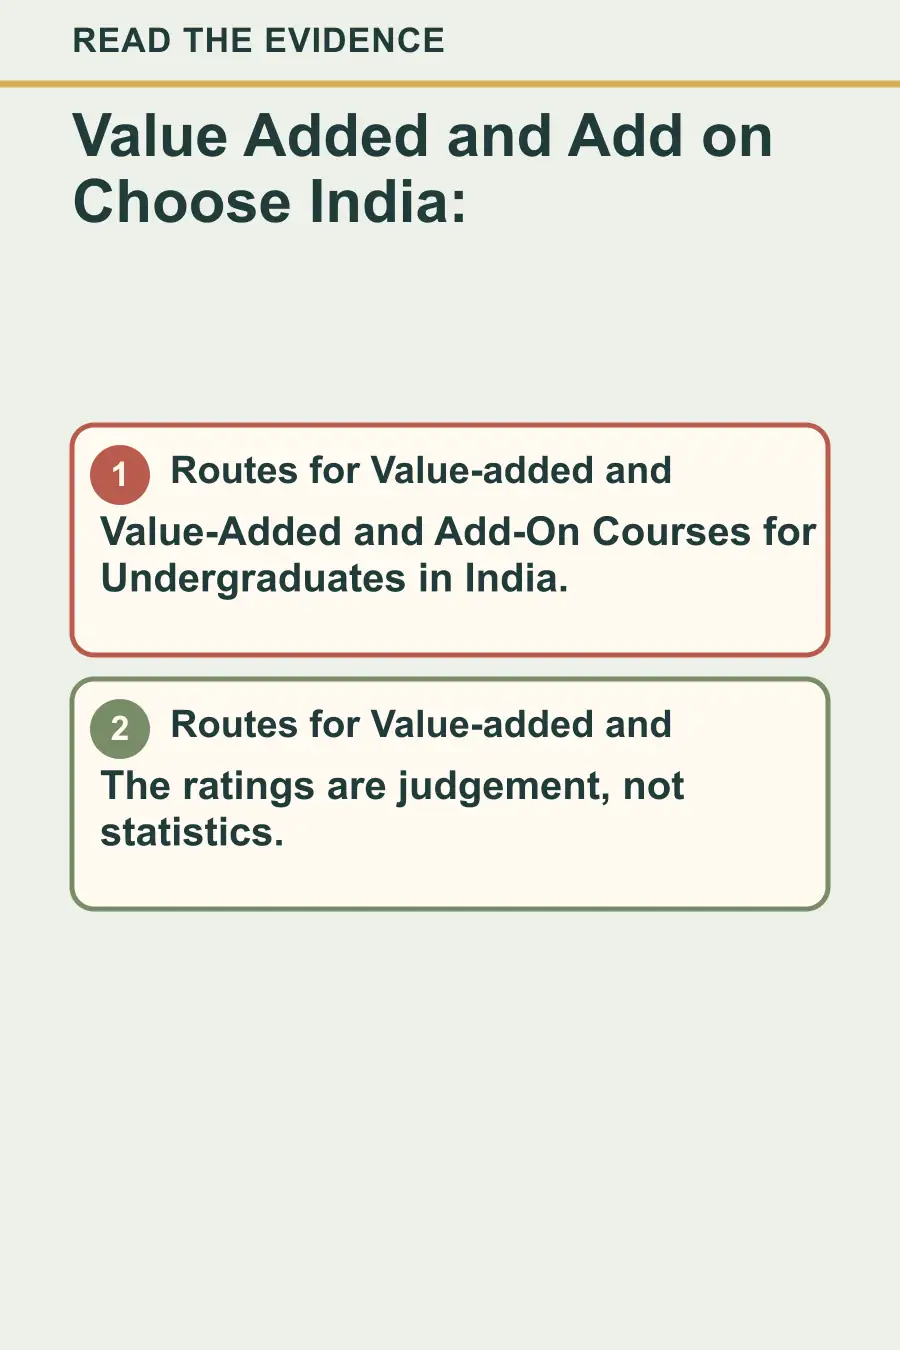 READ THE EVIDENCE
Value Added and Add on
Choose India:
1
Routes for Value-added and
Value-Added and Add-On Courses for
Undergraduates in India.
2
Routes for Value-added and
The ratings are judgement, not
statistics.